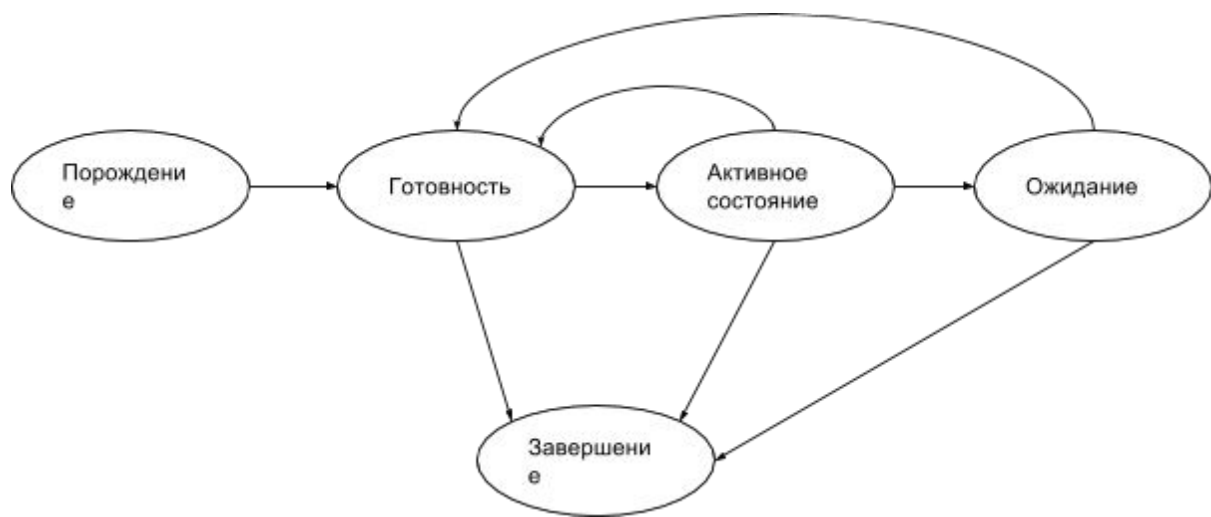 Порождени
е
Готовность
Активное
состояние
Ожидание
Завершени
е